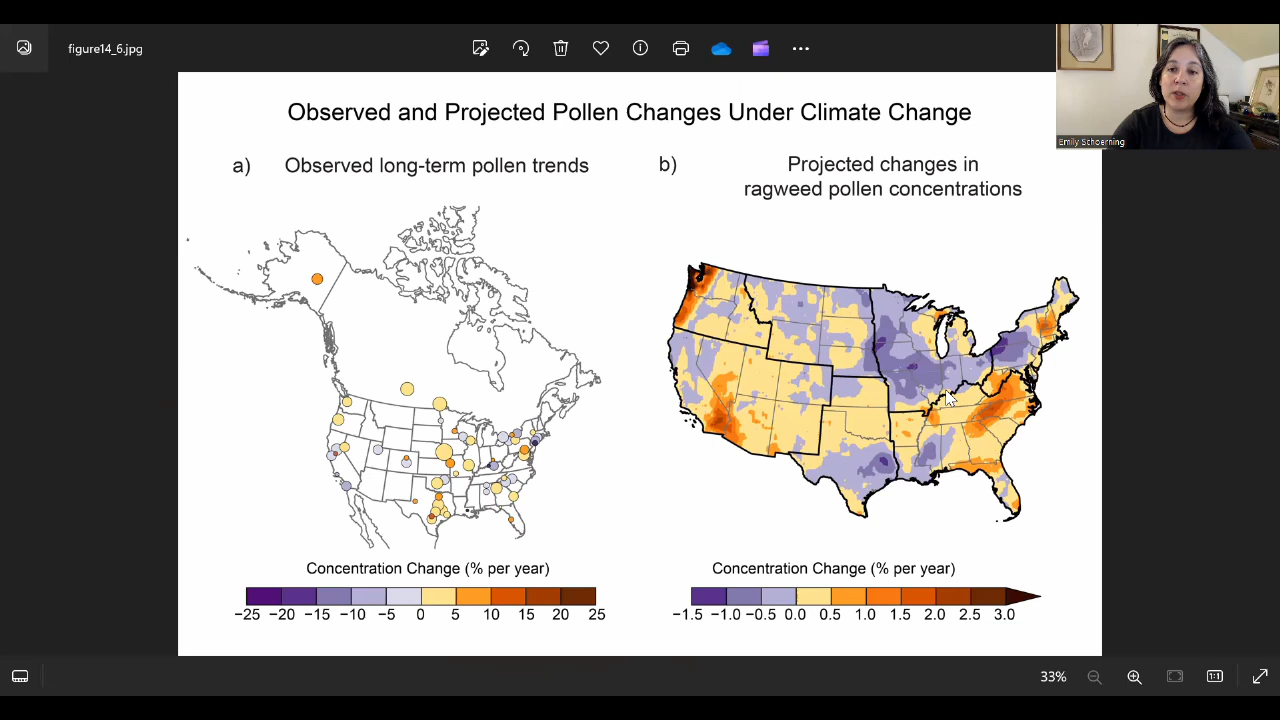 figure14_6.jpg
Emily Schoerning
Observed and Projected Pollen Changes Under Climate Change
a) Observed long-term pollen trends
b) Projected changes in
ragweed pollen concentrations
Concentration Change (% per year)
−25 −20 −15 −10 −5 0 5 10 15 20 25
Concentration Change (% per year)
−1.5 −1.0 −0.5 0.0 0.5 1.0 1.5 2.0 2.5 3.0
33%
1:1